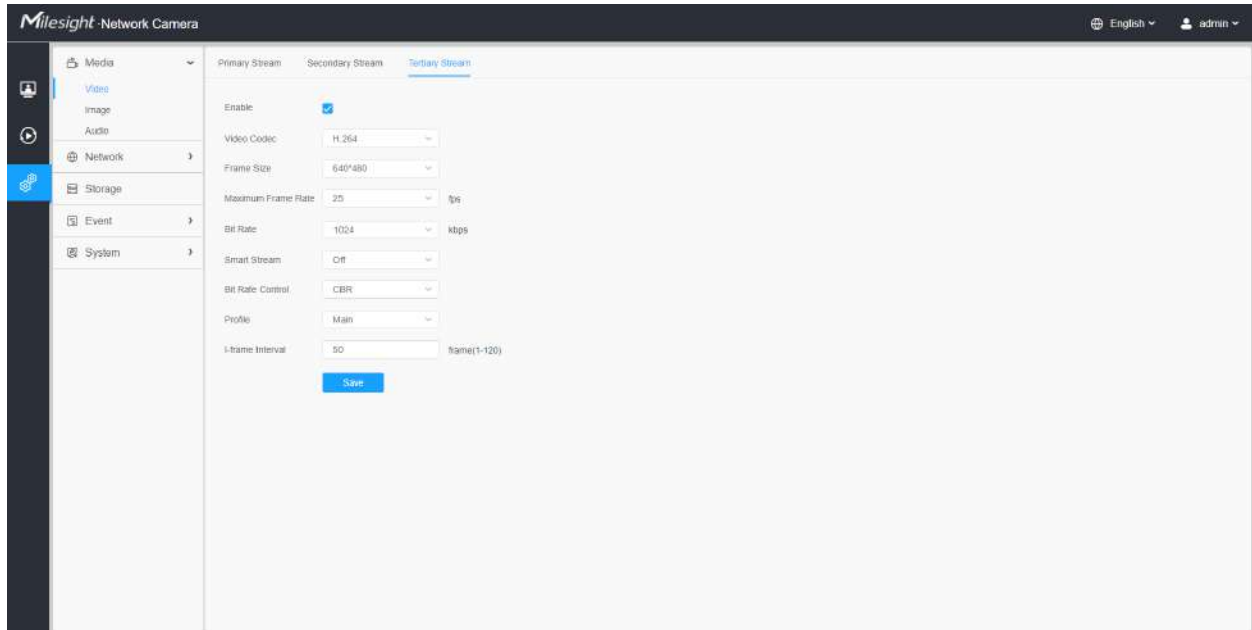 Milesight Network Camera
English
admin
Media
Video
Image
Audio
Network
Storage
Event
System
Primary Stream Secondary Stream Tertiary Stream
Enable
Video Codec H.264
Frame Size 640*480
Maximum Frame Rate 25 fps
Bit Rate 1024 kbps
Smart Stream Off
Bit Rate Control CBR
Profile Main
I-frame Interval 50 frame(1-120)
Save